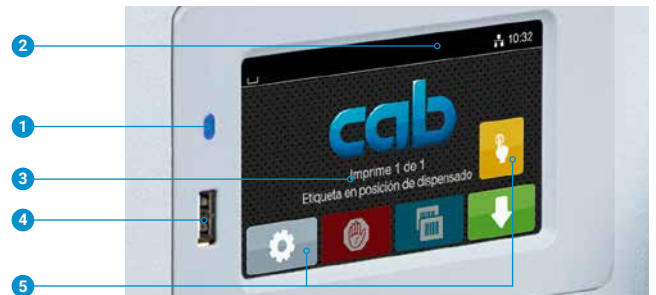 2
10:32
1
cab
3
Imprime 1 de 1
Etiqueta en posición de dispensado
4
5